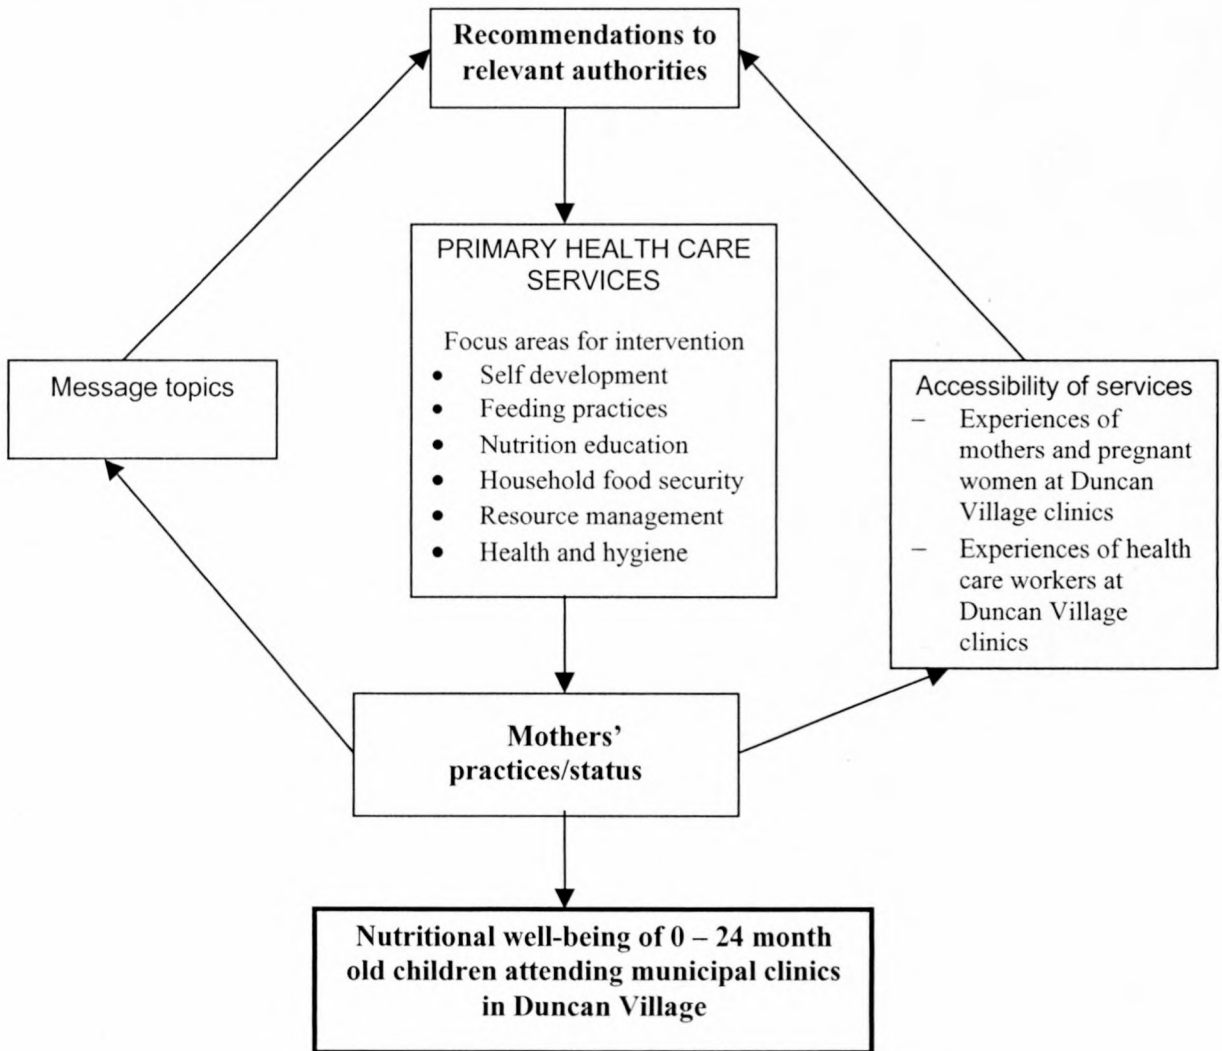 Recommendations to
relevant authorities
PRIMARY HEALTH CARE
SERVICES
Focus areas for intervention
• Self development
• Feeding practices
• Nutrition education
• Household food security
• Resource management
• Health and hygiene
Message topics
Accessibility of services
– Experiences of
mothers and pregnant
women at Duncan
Village clinics
– Experiences of health
care workers at
Duncan Village
clinics
Mothers’
practices/status
Nutritional well-being of 0 – 24 month
old children attending municipal clinics
in Duncan Village